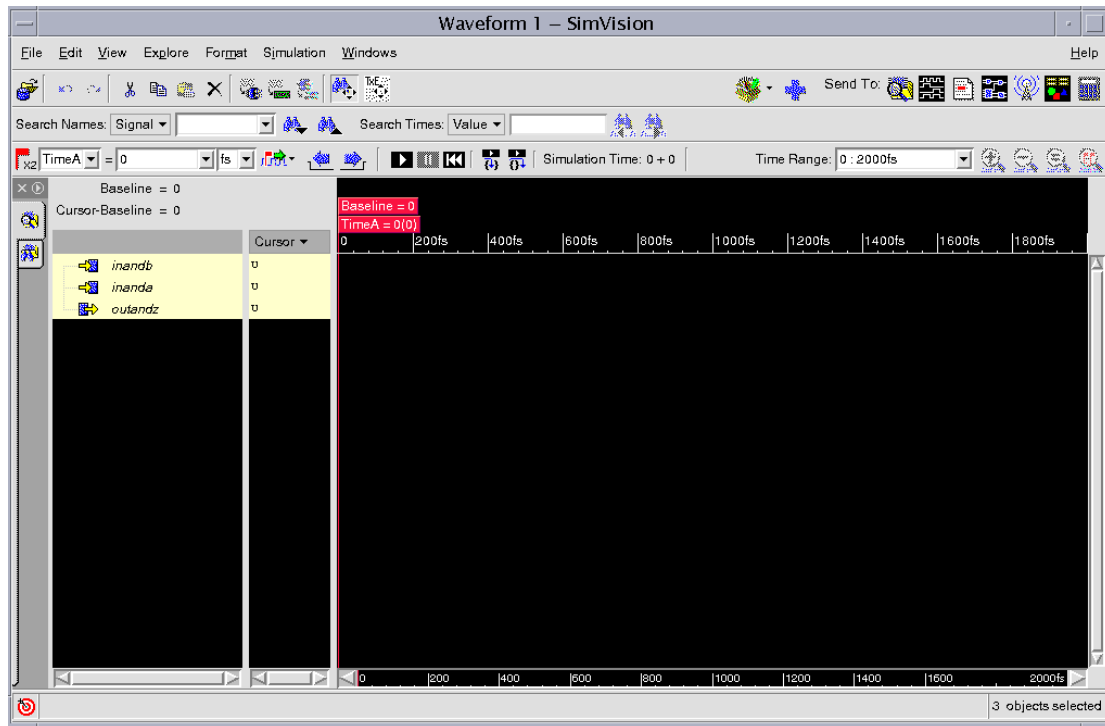 Waveform 1 – SimVision
File Edit View Explore Format Simulation Windows Help
TxE Send To:
Search Names: Signal Search Times: Value
x2 TimeA = 0 fs Simulation Time: 0 + 0 Time Range: 0 : 2000fs
Baseline = 0
Cursor-Baseline = 0
Baseline = 0
TimeA = 0(0)
Cursor 0 200fs 400fs 600fs 800fs 1000fs 1200fs 1400fs 1600fs 1800fs
inandb U
inanda U
outandz U
0 200 400 600 800 1000 1200 1400 1600 2000fs
3 objects selected